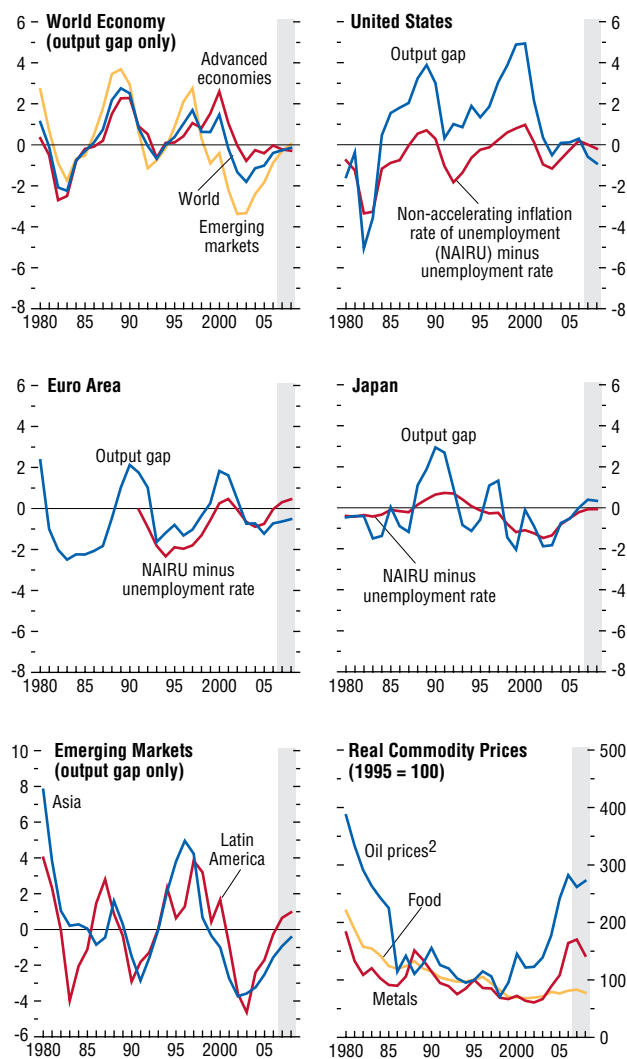 World Economy
(output gap only)
6
4
2
0
-2
-4
-6
-8
Advanced
economies
World
Emerging
markets
1980 85 90 95 2000 05
United States
6
4
2
0
-2
-4
-6
-8
Output gap
Non-accelerating inflation
rate of unemployment
(NAIRU) minus
unemployment rate
1980 85 90 95 2000 05
Euro Area
6
4
2
0
-2
-4
-6
-8
Output gap
NAIRU minus
unemployment rate
1980 85 90 95 2000 05
Japan
6
4
2
0
-2
-4
-6
-8
Output gap
NAIRU minus
unemployment rate
1980 85 90 95 2000 05
Emerging Markets
(output gap only)
10
8
6
4
2
0
-2
-4
-6
Asia
Latin
America
1980 85 90 95 2000 05
Real Commodity Prices
(1995 = 100)
500
400
300
200
100
0
Oil prices2
Food
Metals
1980 85 90 95 2000 05